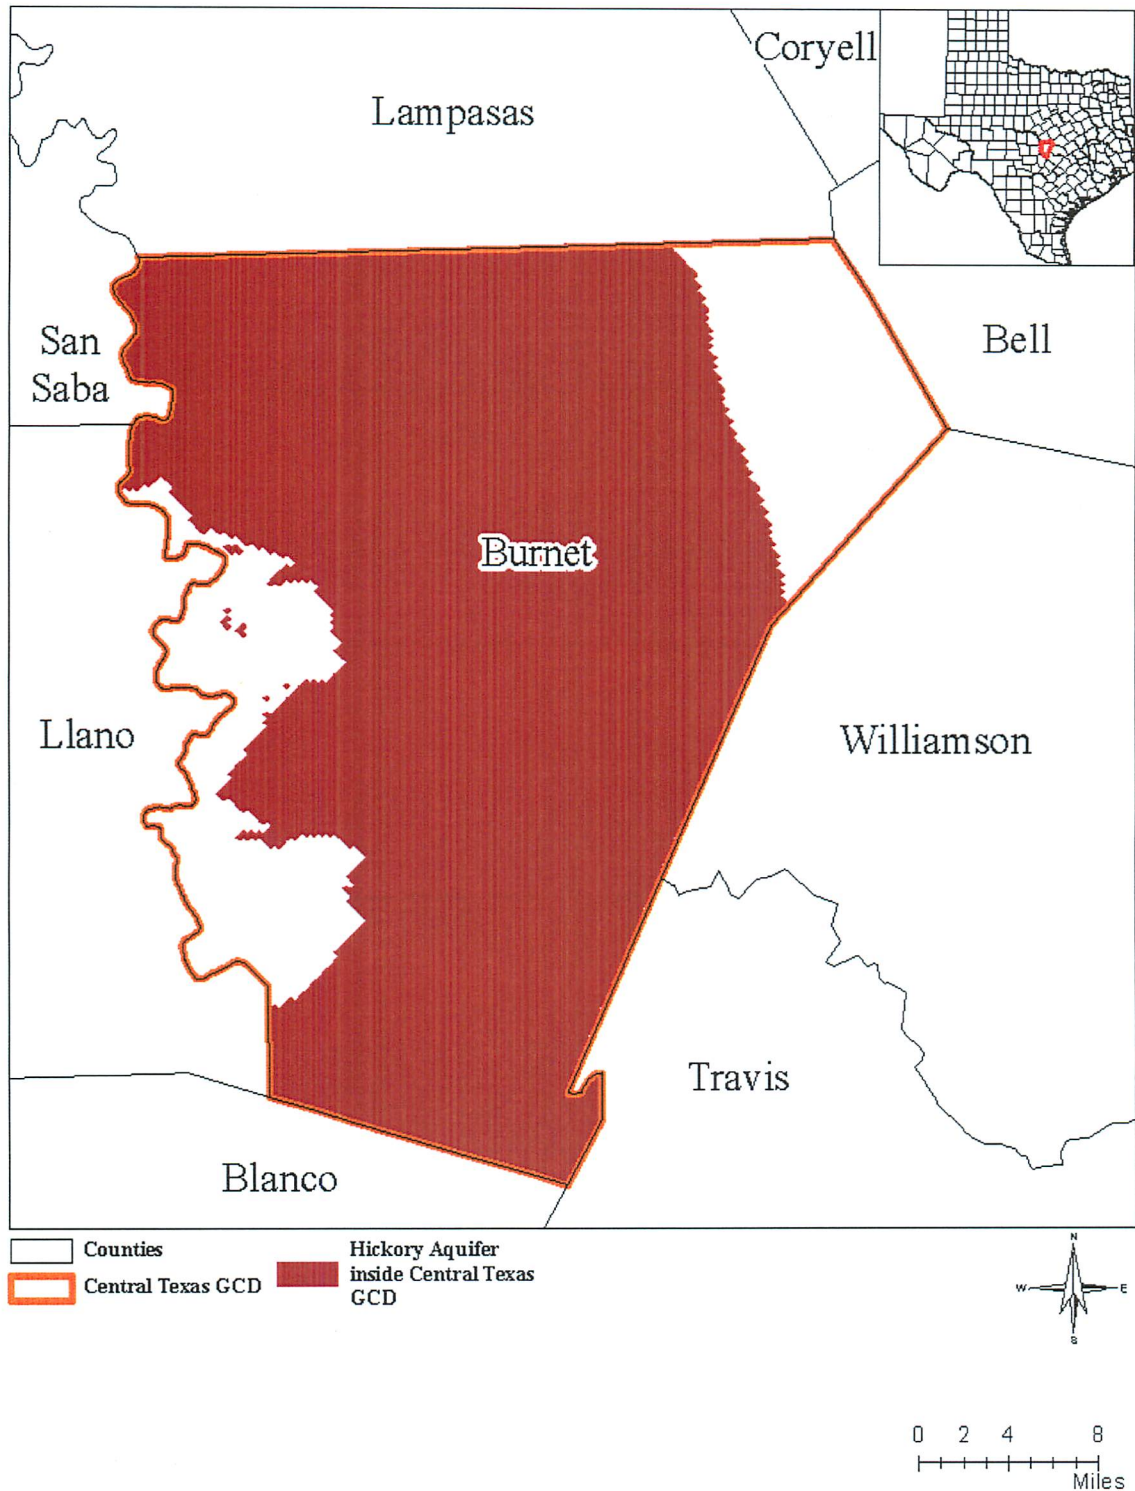 Coryell
Lampasas
San
Saba
Bell
Burnet
Llano
Williamson
Travis
Blanco
Counties
Central Texas GCD
Hickory Aquifer
inside Central Texas
GCD
N
W E
S
0 2 4 8
Miles